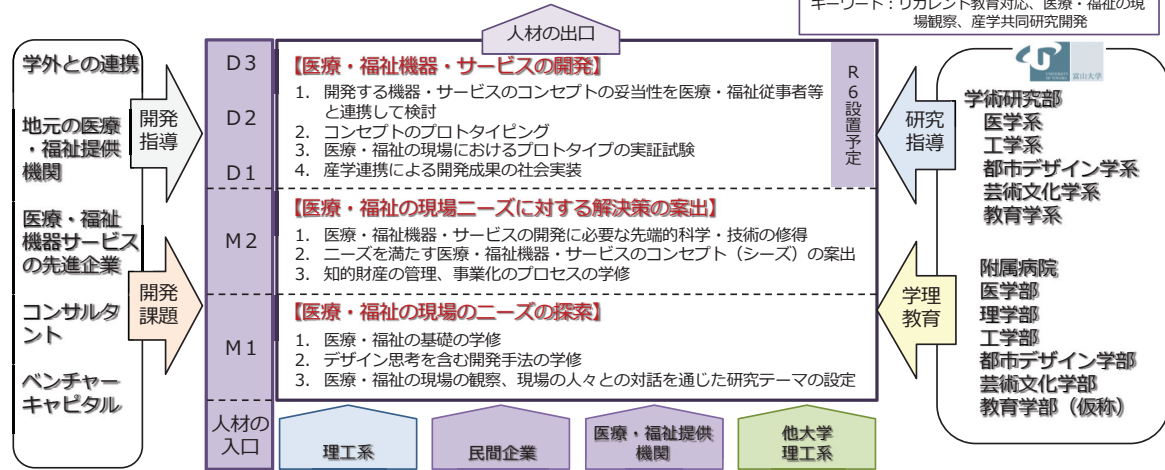 キーワード：リカレント教育対応、医療・福祉の現
場観察、産学共同研究開発
人材の出口
学外との連携
地元の医療
・福祉提供
機関
医療・福祉
機器サービス
の先進企業
コンサルタ
ント
ベンチャー
キャピタル
開発
指導
開発
課題
D3
D2
D1
M2
M1
人材の
入口
【医療・福祉機器・サービスの開発】
1. 開発する機器・サービスのコンセプトの妥当性を医療・福祉従事者等
と連携して検討
2. コンセプトのプロトタイピング
3. 医療・福祉の現場におけるプロトタイプの実証試験
4. 産学連携による開発成果の社会実装
R6設置予定
【医療・福祉の現場ニーズに対する解決策の案出】
1. 医療・福祉機器・サービスの開発に必要な先端的科学・技術の修得
2. ニーズを満たす医療・福祉機器・サービスのコンセプト（シーズ）の案出
3. 知的財産の管理、事業化のプロセスの学修
【医療・福祉の現場のニーズの探索】
1. 医療・福祉の基礎の学修
2. デザイン思考を含む開発手法の学修
3. 医療・福祉の現場の観察、現場の人々との対話を通じた研究テーマの設定
理工系
民間企業
医療・福祉提供
機関
他大学
理工系
研究
指導
学理
教育
富山大学
学術研究部
医学系
工学系
都市デザイン学系
芸術文化学系
教育学系
附属病院
医学部
理学部
工学部
都市デザイン学部
芸術文化学部
教育学部（仮称）